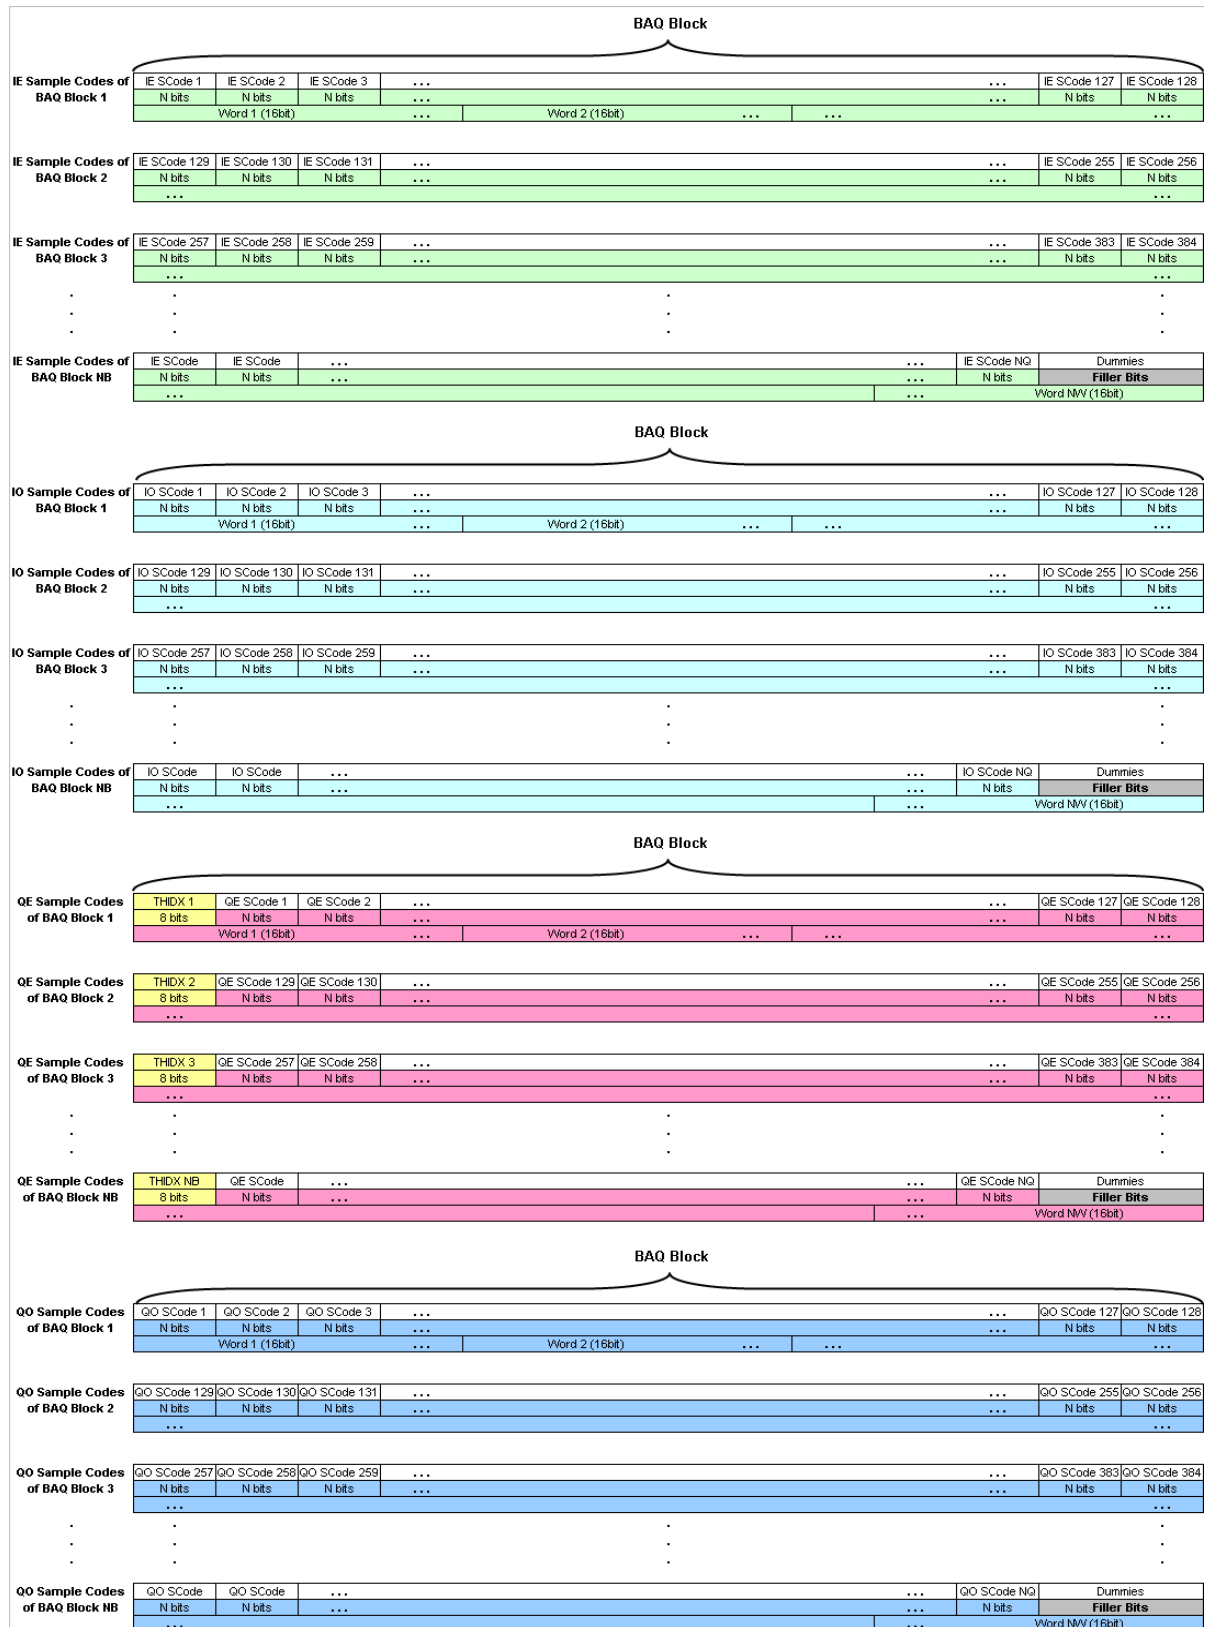 BAQ Block
IE Sample Codes of BAQ Block 1
IE SCode 1 IE SCode 2 IE SCode 3 ... ... IE SCode 127 IE SCode 128
N bits N bits N bits ... ... N bits N bits
Word 1 (16bit) ... Word 2 (16bit) ... ... ...
IE Sample Codes of BAQ Block 2
IE SCode 129 IE SCode 130 IE SCode 131 ... ... IE SCode 255 IE SCode 256
N bits N bits N bits ... ... N bits N bits
... ...
IE Sample Codes of BAQ Block 3
IE SCode 257 IE SCode 258 IE SCode 259 ... ... IE SCode 383 IE SCode 384
N bits N bits N bits ... ... N bits N bits
... ...
. . . .
. . . .
. . . .
IE Sample Codes of BAQ Block NB
IE SCode IE SCode ... ... IE SCode NQ Dummies
N bits N bits ... ... N bits Filler Bits
... ... Word NW (16bit)
BAQ Block
IO Sample Codes of BAQ Block 1
IO SCode 1 IO SCode 2 IO SCode 3 ... ... IO SCode 127 IO SCode 128
N bits N bits N bits ... ... N bits N bits
Word 1 (16bit) ... Word 2 (16bit) ... ... ...
IO Sample Codes of BAQ Block 2
IO SCode 129 IO SCode 130 IO SCode 131 ... ... IO SCode 255 IO SCode 256
N bits N bits N bits ... ... N bits N bits
... ...
IO Sample Codes of BAQ Block 3
IO SCode 257 IO SCode 258 IO SCode 259 ... ... IO SCode 383 IO SCode 384
N bits N bits N bits ... ... N bits N bits
... ...
. . . .
. . . .
. . . .
IO Sample Codes of BAQ Block NB
IO SCode IO SCode ... ... IO SCode NQ Dummies
N bits N bits ... ... N bits Filler Bits
... ... Word NW (16bit)
BAQ Block
QE Sample Codes of BAQ Block 1
THIDX 1 QE SCode 1 QE SCode 2 ... ... QE SCode 127 QE SCode 128
8 bits N bits N bits ... ... N bits N bits
Word 1 (16bit) ... Word 2 (16bit) ... ... ...
QE Sample Codes of BAQ Block 2
THIDX 2 QE SCode 129 QE SCode 130 ... ... QE SCode 255 QE SCode 256
8 bits N bits N bits ... ... N bits N bits
... ...
QE Sample Codes of BAQ Block 3
THIDX 3 QE SCode 257 QE SCode 258 ... ... QE SCode 383 QE SCode 384
8 bits N bits N bits ... ... N bits N bits
... ...
. . . .
. . . .
. . . .
QE Sample Codes of BAQ Block NB
THIDX NB QE SCode ... ... QE SCode NQ Dummies
8 bits N bits ... ... N bits Filler Bits
... ... Word NW (16bit)
BAQ Block
QO Sample Codes of BAQ Block 1
QO SCode 1 QO SCode 2 QO SCode 3 ... ... QO SCode 127 QO SCode 128
N bits N bits N bits ... ... N bits N bits
Word 1 (16bit) ... Word 2 (16bit) ... ... ...
QO Sample Codes of BAQ Block 2
QO SCode 129 QO SCode 130 QO SCode 131 ... ... QO SCode 255 QO SCode 256
N bits N bits N bits ... ... N bits N bits
... ...
QO Sample Codes of BAQ Block 3
QO SCode 257 QO SCode 258 QO SCode 259 ... ... QO SCode 383 QO SCode 384
N bits N bits N bits ... ... N bits N bits
... ...
. . . .
. . . .
. . . .
QO Sample Codes of BAQ Block NB
QO SCode QO SCode ... ... QO SCode NQ Dummies
N bits N bits ... ... N bits Filler Bits
... ... Word NW (16bit)